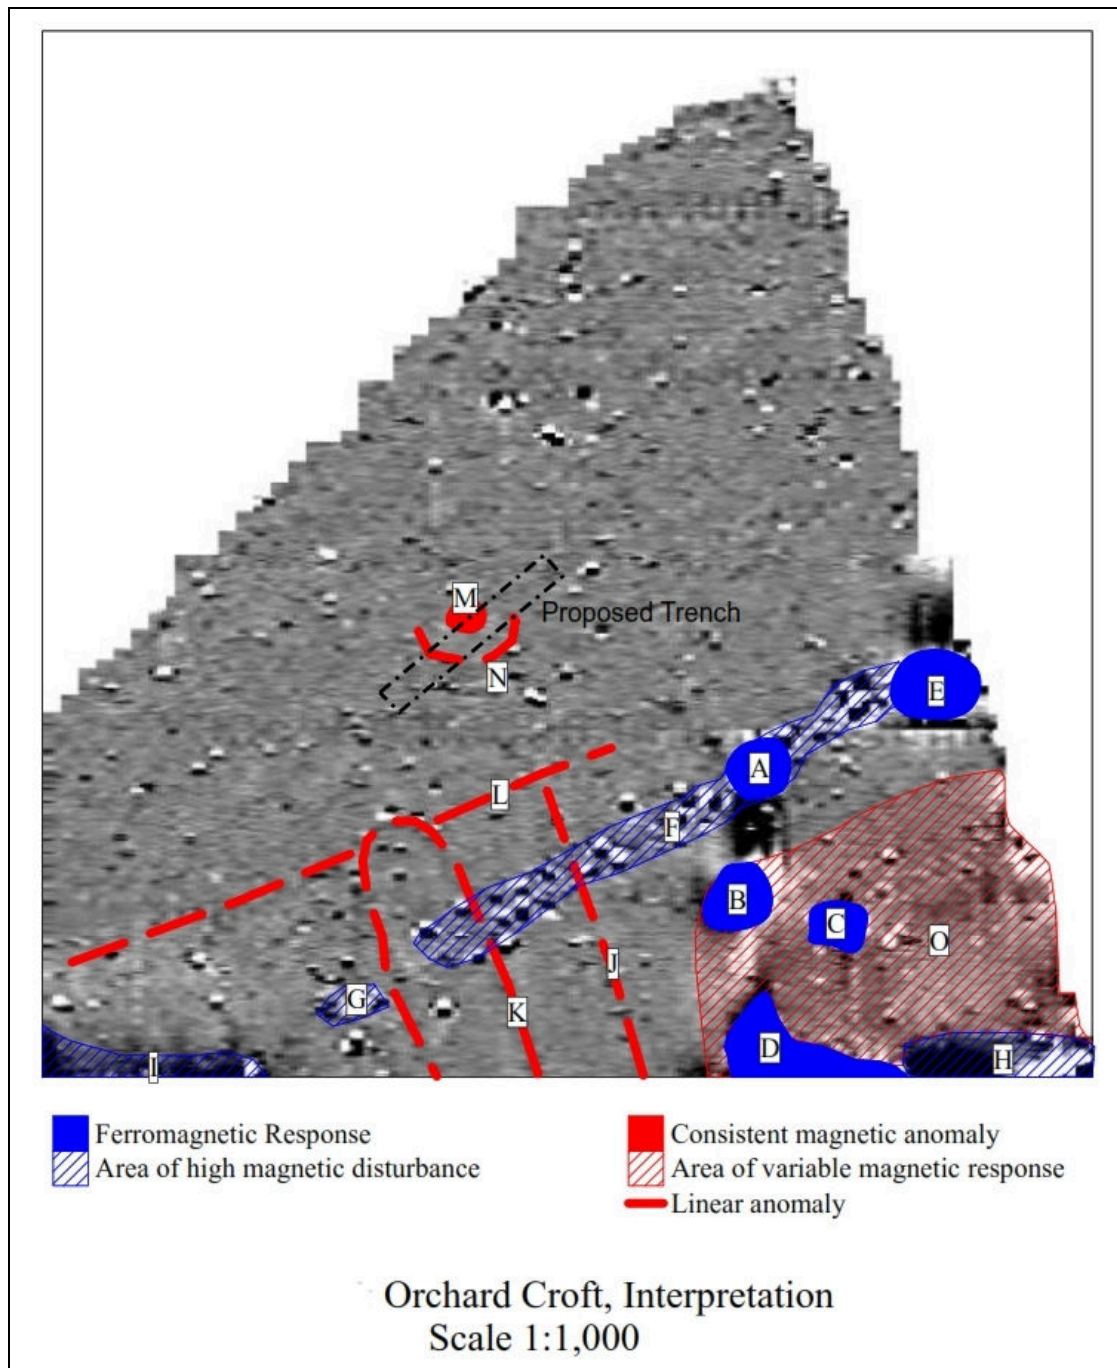 M
Proposed Trench
N
E
A
L
F
B
C
O
J
G
K
D
H
I
Ferromagnetic Response
Area of high magnetic disturbance
Consistent magnetic anomaly
Area of variable magnetic response
Linear anomaly
Orchard Croft, Interpretation
Scale 1:1,000